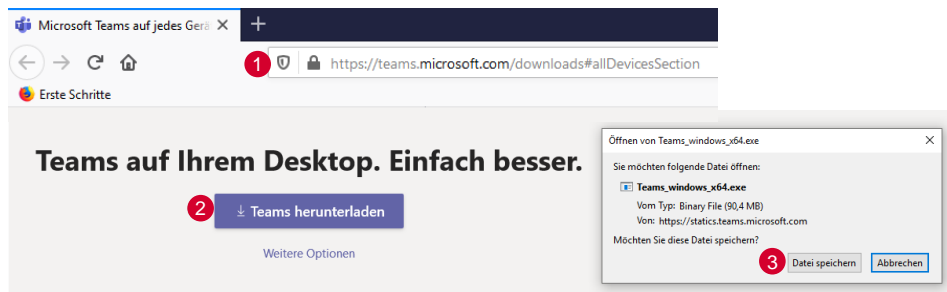 Microsoft Teams auf jedes Gerä
1 https://teams.microsoft.com/downloads#allDevicesSection
Erste Schritte
Teams auf Ihrem Desktop. Einfach besser.
2 Teams herunterladen
Weitere Optionen
Öffnen von Teams_windows_x64.exe
Sie möchten folgende Datei öffnen:
Teams_windows_x64.exe
Vom Typ: Binary File (90,4 MB)
Von: https://statics.teams.microsoft.com
Möchten Sie diese Datei speichern?
3 Datei speichern Abbrechen